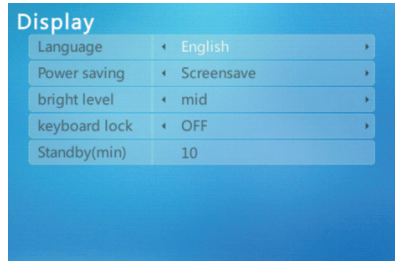 Display
Language English
Power saving Screensave
bright level mid
keyboard lock OFF
Standby(min) 10